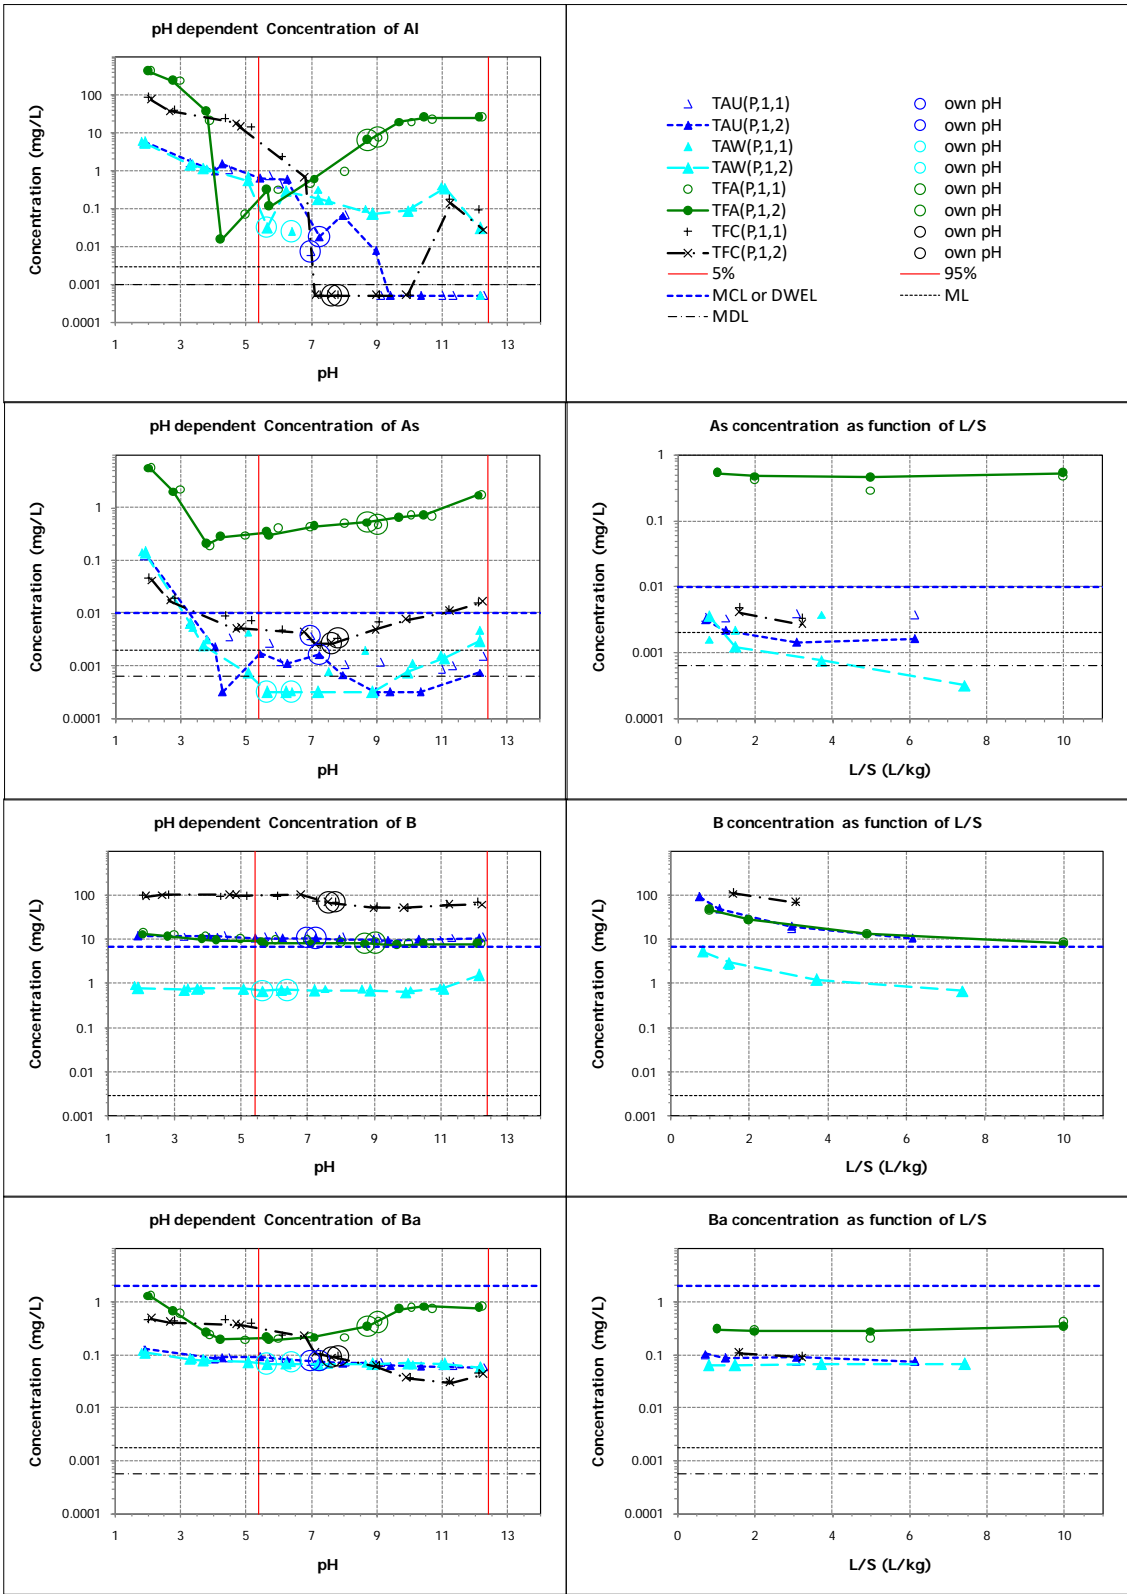 pH dependent Concentration of Al
Concentration (mg/L)
100
10
1
0.1
0.01
0.001
0.0001
1 3 5 7 9 11 13
pH
TAU(P,1,1) own pH
TAU(P,1,2) own pH
TAW(P,1,1) own pH
TAW(P,1,2) own pH
TFA(P,1,1) own pH
TFA(P,1,2) own pH
TFC(P,1,1) own pH
TFC(P,1,2) own pH
5% 95%
MCL or DWEL ML
MDL
pH dependent Concentration of As
Concentration (mg/L)
1
0.1
0.01
0.001
0.0001
1 3 5 7 9 11 13
pH
As concentration as function of L/S
Concentration (mg/L)
1
0.1
0.01
0.001
0.0001
0 2 4 6 8 10
L/S (L/kg)
pH dependent Concentration of B
Concentration (mg/L)
100
10
1
0.1
0.01
0.001
1 3 5 7 9 11 13
pH
B concentration as function of L/S
Concentration (mg/L)
100
10
1
0.1
0.01
0.001
0 2 4 6 8 10
L/S (L/kg)
pH dependent Concentration of Ba
Concentration (mg/L)
1
0.1
0.01
0.001
0.0001
1 3 5 7 9 11 13
pH
Ba concentration as function of L/S
Concentration (mg/L)
1
0.1
0.01
0.001
0.0001
0 2 4 6 8 10
L/S (L/kg)